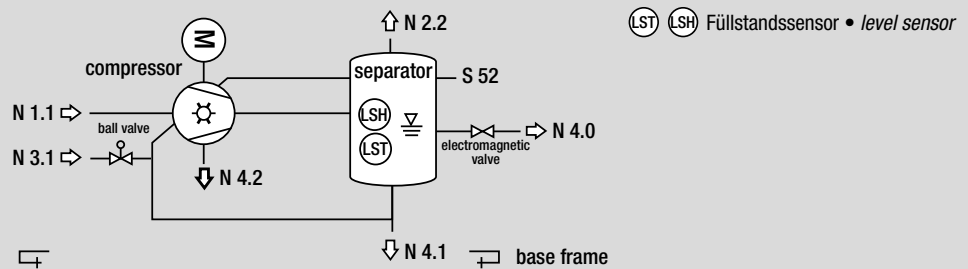 M
N 2.2
LST LSH Füllstandssensor • level sensor
compressor
separator
S 52
N 1.1
LSH
ball valve
N 4.0
N 3.1
LST
electromagnetic
valve
N 4.2
N 4.1
base frame